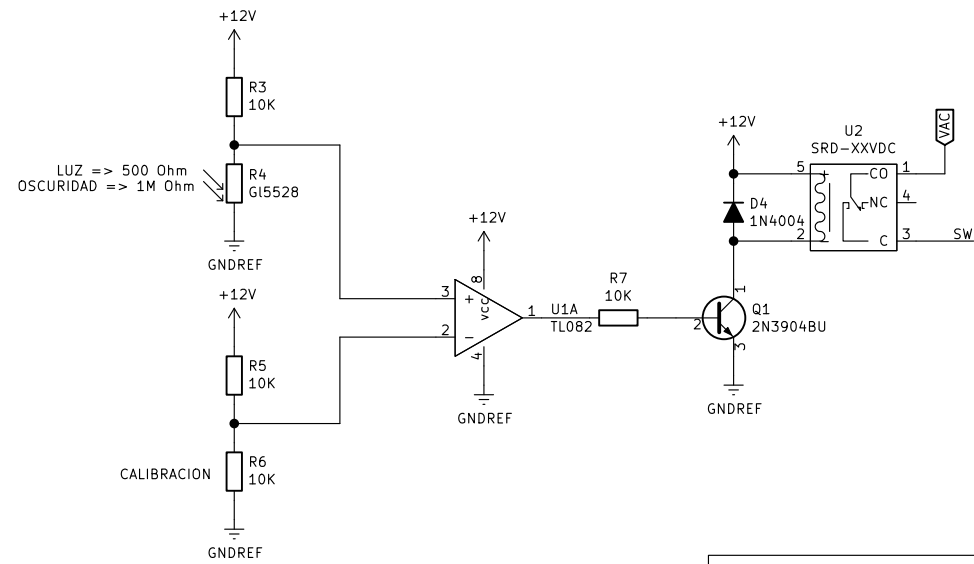 +12V
R3
10K
LUZ => 500 Ohm
OSCURIDAD => 1M Ohm
R4
Gl5528
GNDREF
+12V
R5
10K
CALIBRACION
R6
10K
GNDREF
+12V
8
vcc
3
+
2
−
1
4
U1A
TL082
GNDREF
R7
10K
+12V
D4
1N4004
1
2
3
Q1
2N3904BU
GNDREF
U2
SRD-XXVDC
5
+
2
−
CO
1
NC
4
C
3
VAC
SW